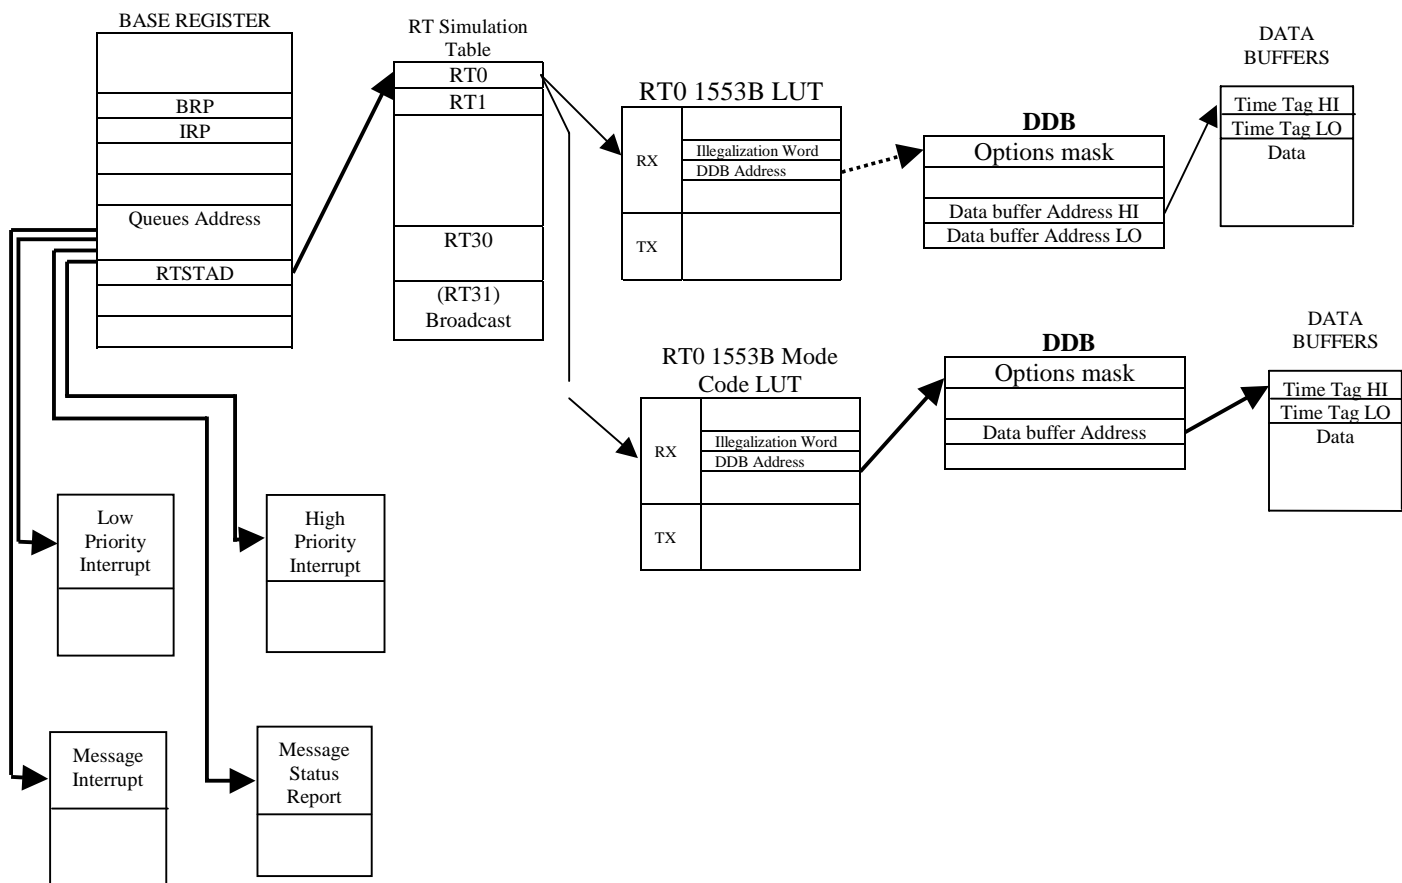 BASE REGISTER
BRP
IRP
Queues Address
RTSTAD
RT Simulation
Table
RT0
RT1
RT30
(RT31)
Broadcast
RT0 1553B LUT
RX
Illegalization Word
DDB Address
TX
DDB
Options mask
Data buffer Address HI
Data buffer Address LO
DATA
BUFFERS
Time Tag HI
Time Tag LO
Data
RT0 1553B Mode
Code LUT
RX
Illegalization Word
DDB Address
TX
DDB
Options mask
Data buffer Address
DATA
BUFFERS
Time Tag HI
Time Tag LO
Data
Low
Priority
Interrupt
High
Priority
Interrupt
Message
Interrupt
Message
Status
Report